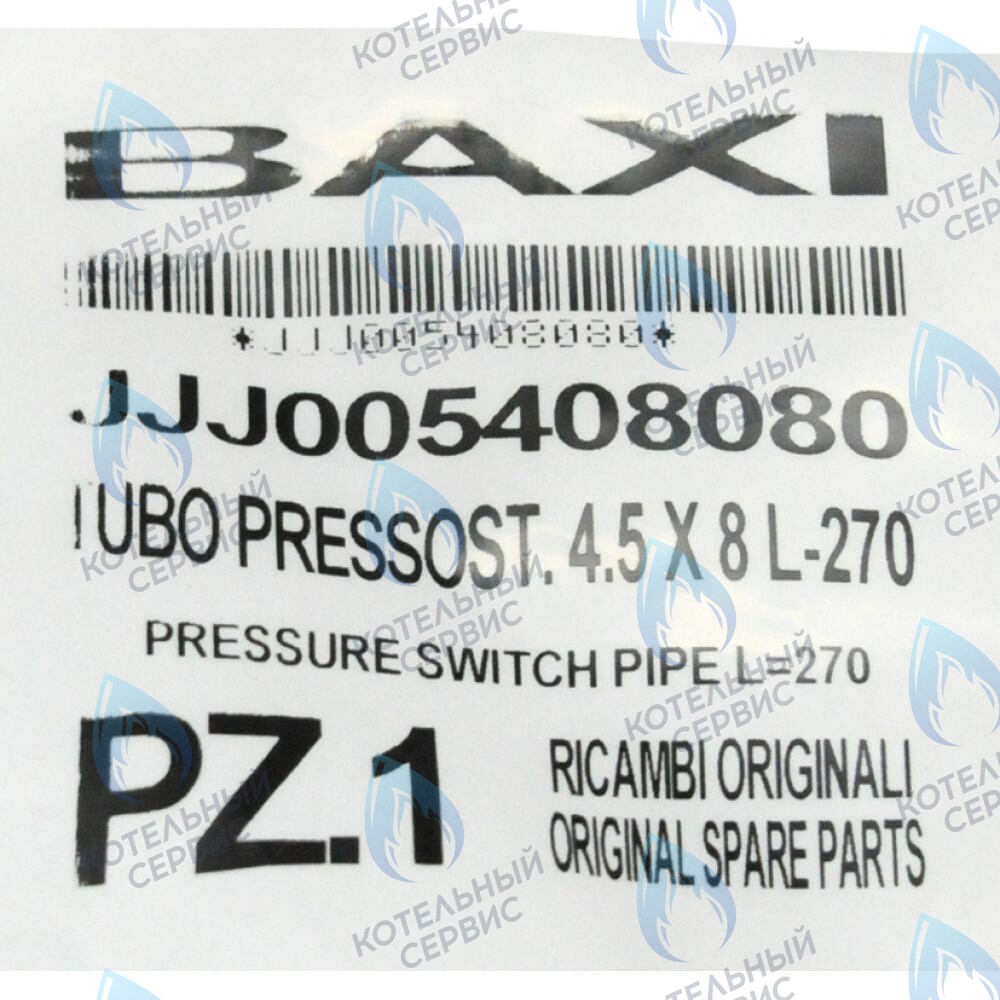 BAXI
*JJJ005408080*
JJJ005408080
TUBO PRESSOST. 4.5 X 8 L-270
PRESSURE SWITCH PIPE L=270
PZ.1
RICAMBI ORIGINALI
ORIGINAL SPARE PARTS
КОТЕЛЬНЫЙ
СЕРВИС